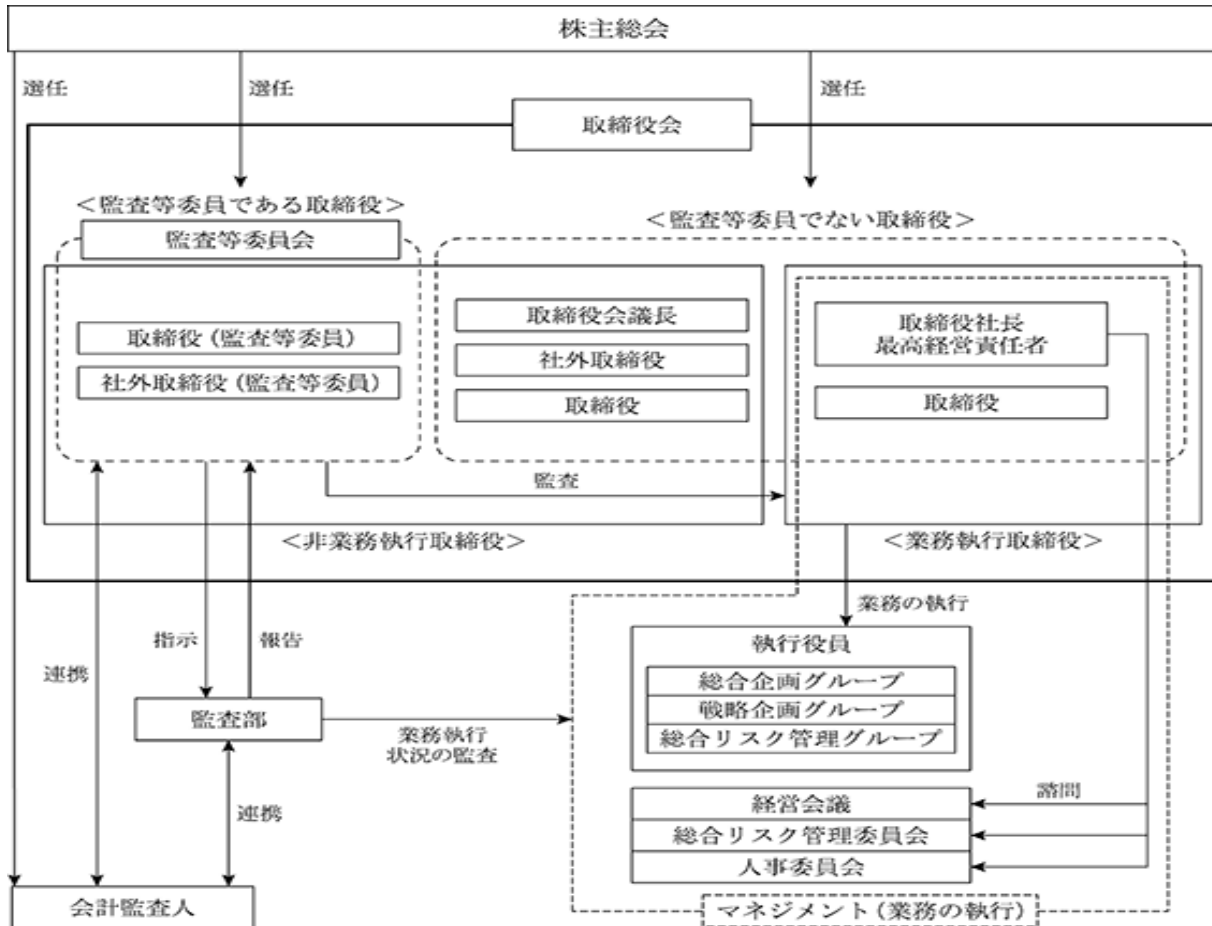 株主総会
選任
選任
選任
取締役会
＜監査等委員である取締役＞
監査等委員会
＜監査等委員でない取締役＞
取締役（監査等委員）
社外取締役（監査等委員）
取締役会議長
社外取締役
取締役
取締役社長
最高経営責任者
取締役
監査
＜非業務執行取締役＞
＜業務執行取締役＞
業務の執行
指示
報告
連携
監査部
業務執行
状況の監査
連携
執行役員
総合企画グループ
戦略企画グループ
総合リスク管理グループ
諮問
経営会議
総合リスク管理委員会
人事委員会
会計監査人
マネジメント（業務の執行）